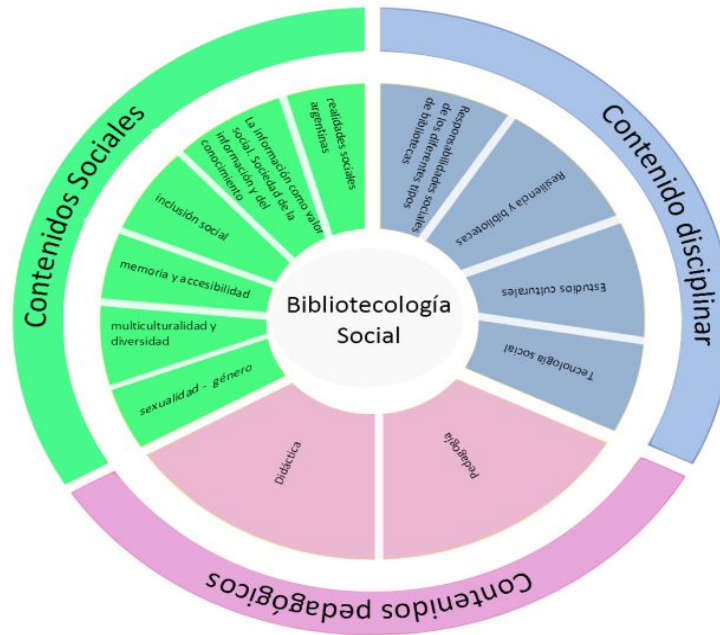 Contenidos Sociales
realidades sociales
argentinas
La información como valor
social. Sociedad de la
información y del
conocimiento
inclusión social
memoria y accesibilidad
multiculturalidad y
diversidad
sexualidad - género
Contenido disciplinar
Responsabilidades sociales
de los diferentes tipos
de bibliotecas
Resiliencia y bibliotecas
Estudios culturales
Tecnología social
Bibliotecología
Social
Didáctica
Pedagogía
Contenidos pedagógicos